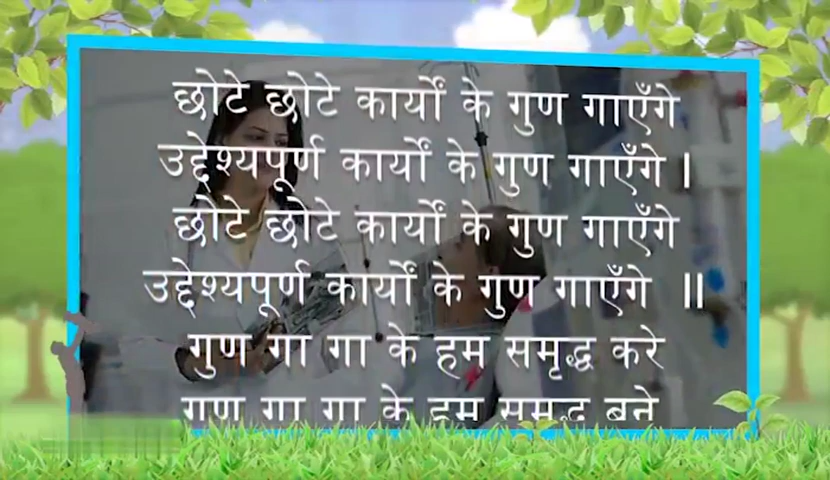 छोटे छोटे कार्यों के गुण गाएँगे
उद्देश्यपूर्ण कार्यों के गुण गाएँगे ।
छोटे छोटे कार्यों के गुण गाएँगे
उद्देश्यपूर्ण कार्यों के गुण गाएँगे ॥
गुण गा गा के हम समृद्ध करे
गुण गा गा के हम समृद्ध बने